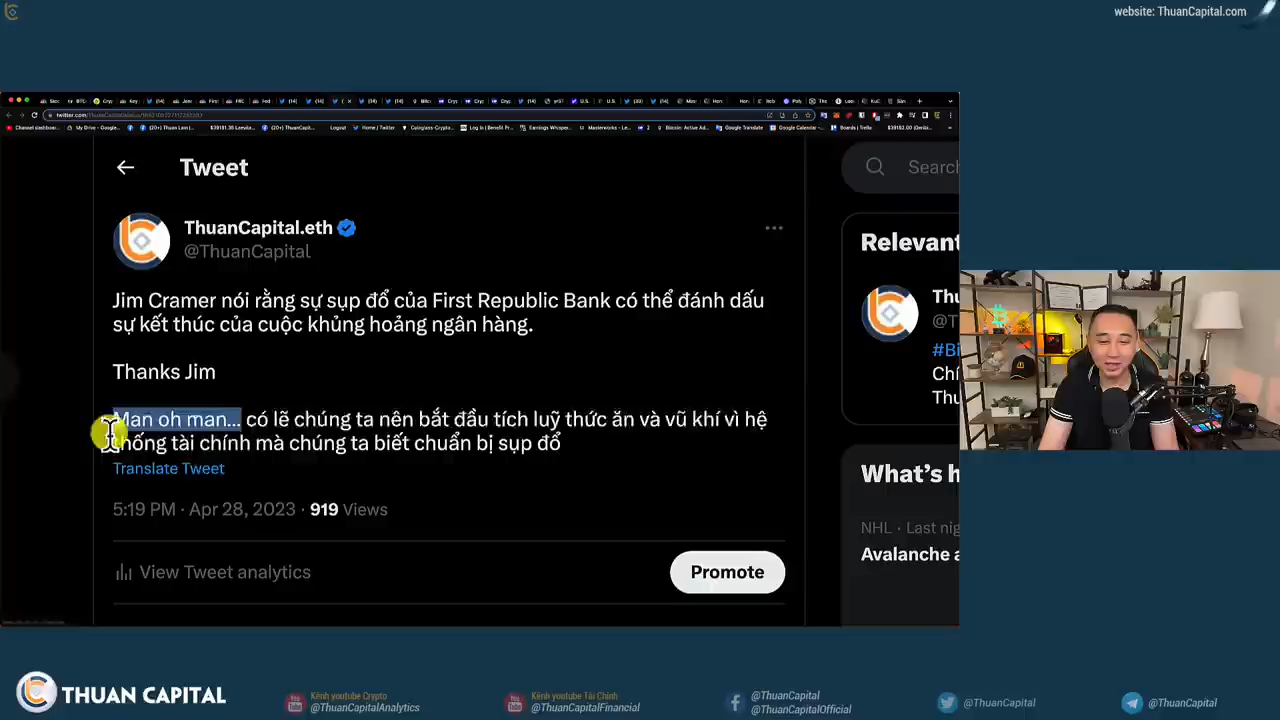 website: ThuanCapital.com
Tweet
Search
ThuanCapital.eth
@ThuanCapital
Jim Cramer nói rằng sự sụp đổ của First Republic Bank có thể đánh dấu
sự kết thúc của cuộc khủng hoảng ngân hàng.
Thanks Jim
Man oh man... có lẽ chúng ta nên bắt đầu tích luỹ thức ăn và vũ khí vì hệ
thống tài chính mà chúng ta biết chuẩn bị sụp đổ
Translate Tweet
5:19 PM · Apr 28, 2023 · 919 Views
View Tweet analytics
Promote
Relevant
Thu
@T
#Bi
Chí
Thu
What's h
NHL · Last nig
Avalanche a
THUAN CAPITAL
Kênh youtube Crypto
@ThuanCapitalAnalytics
Kênh youtube Tài Chính
@ThuanCapitalFinancial
@ThuanCapital
@ThuanCapitalOfficial
@ThuanCapital
@ThuanCapital